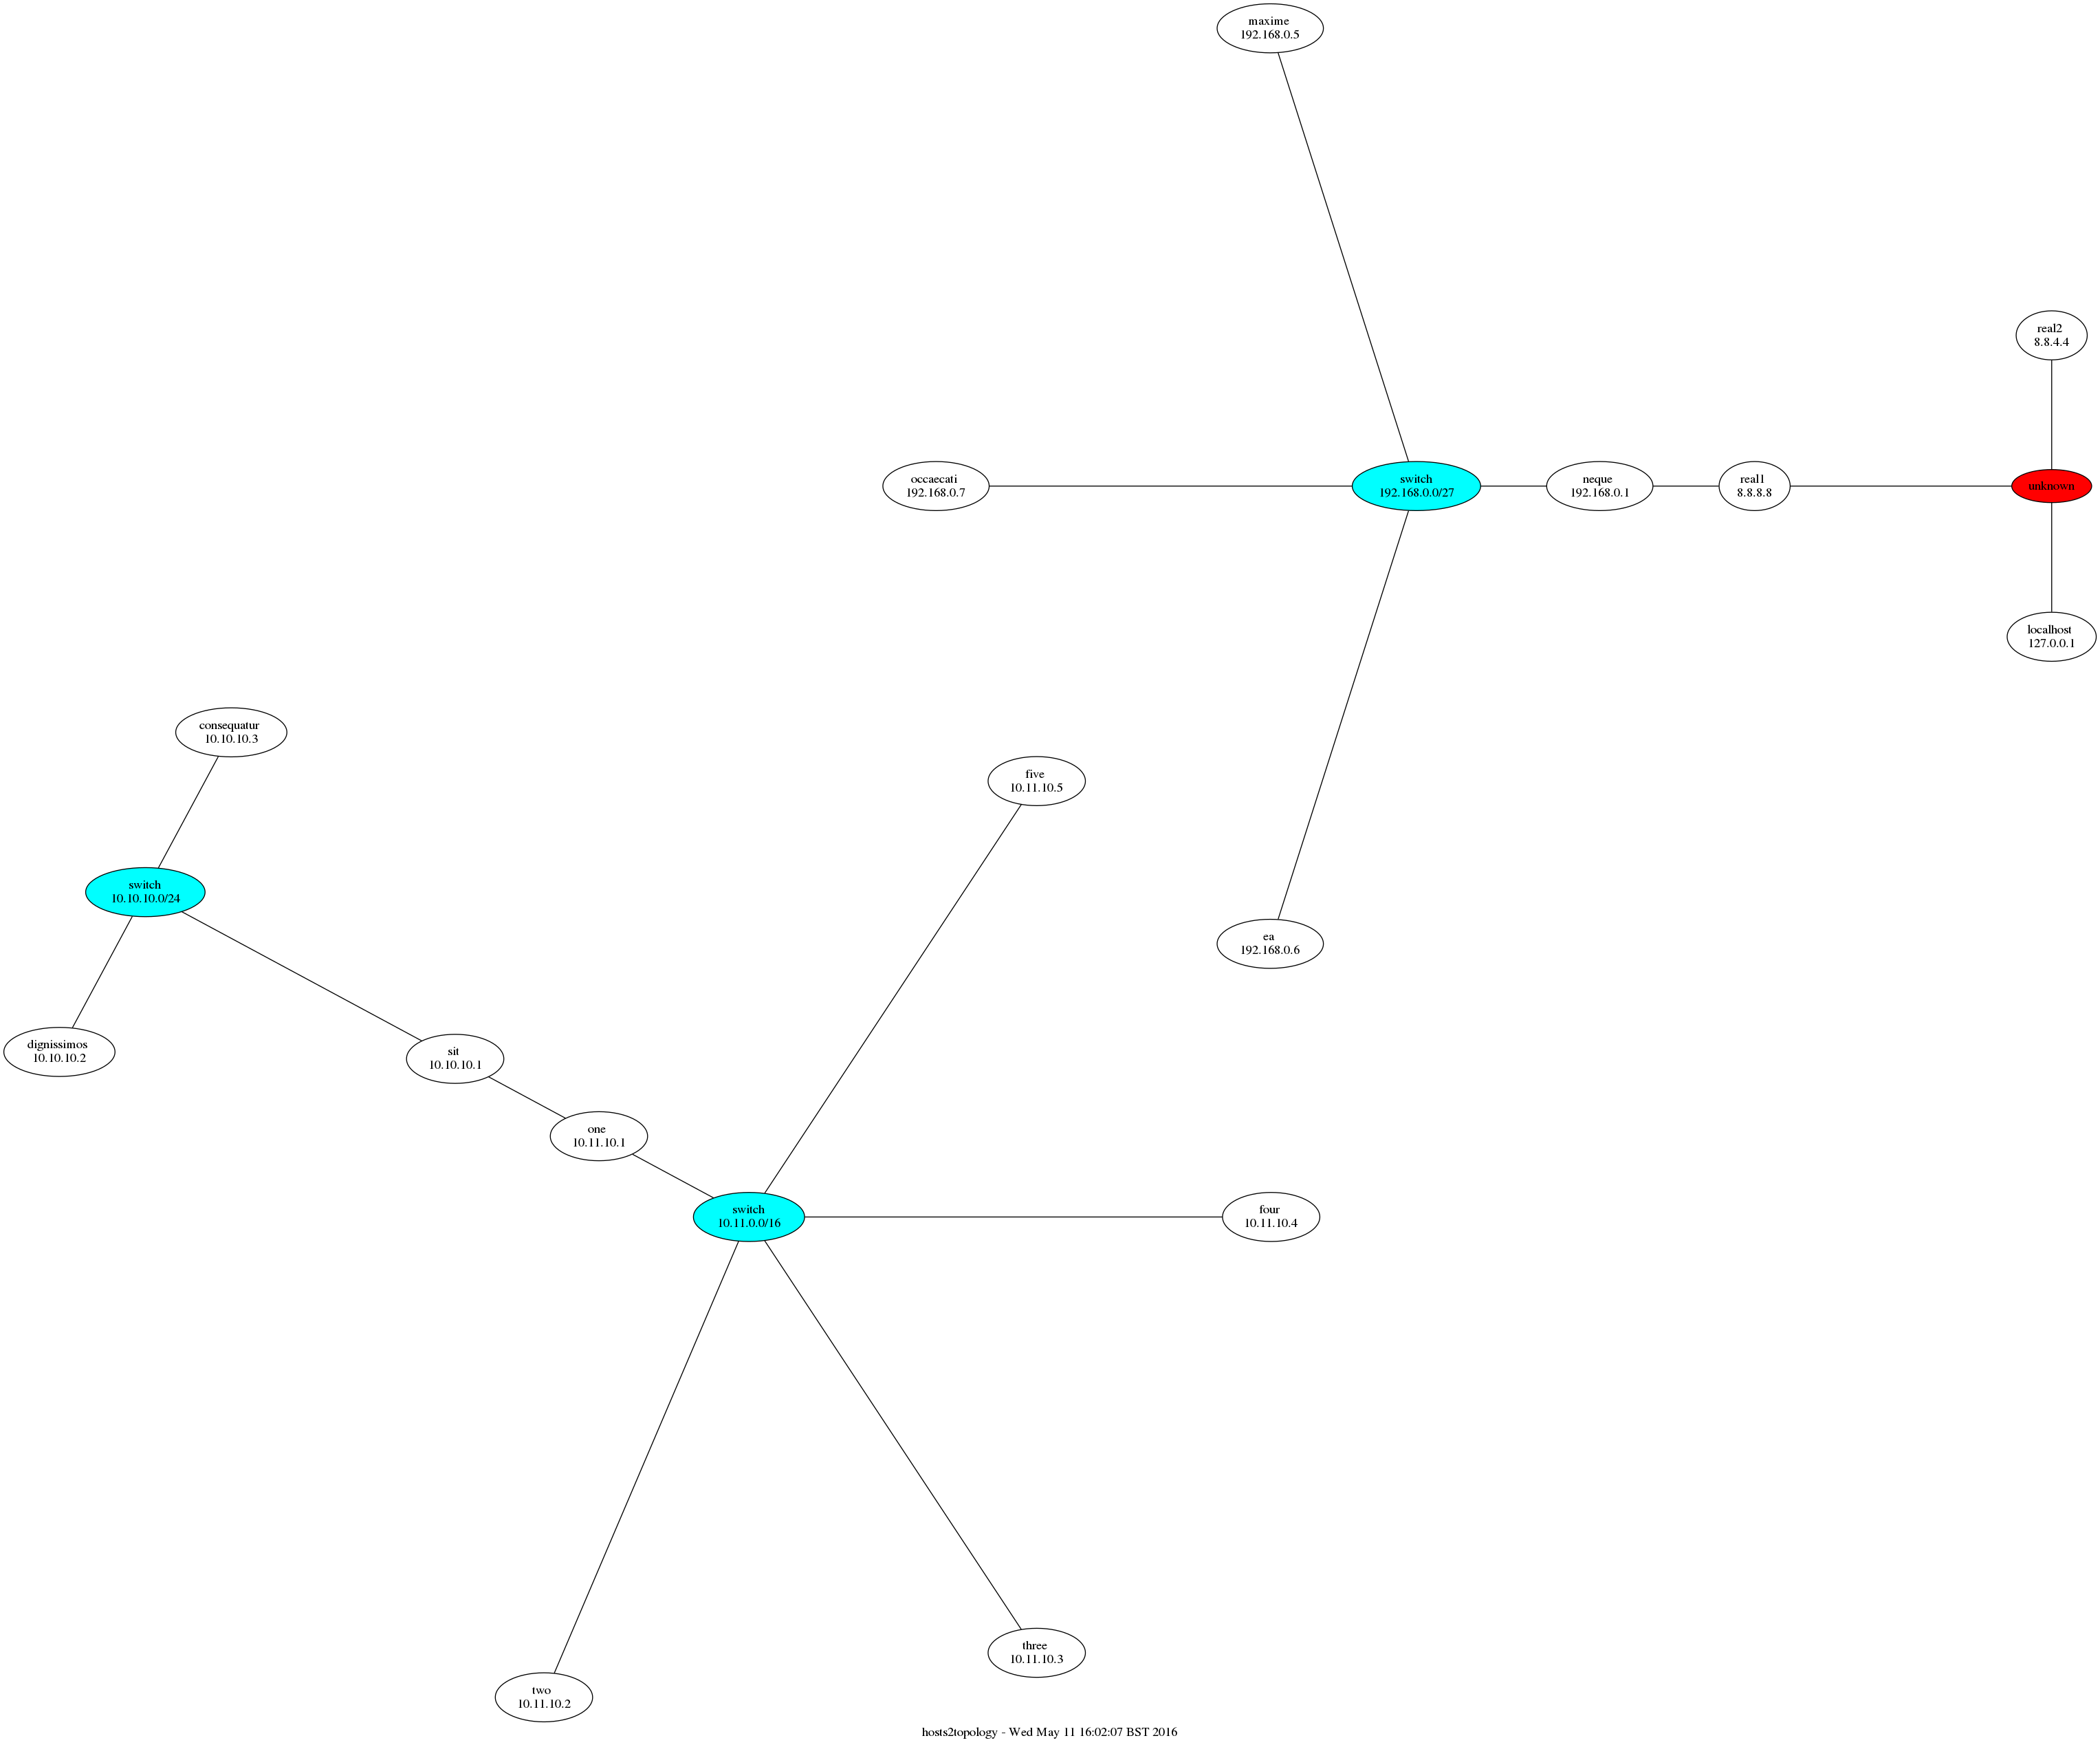 maxime
192.168.0.5
real2
8.8.4.4
occaecati
192.168.0.7
switch
192.168.0.0/27
neque
192.168.0.1
real1
8.8.8.8
unknown
localhost
127.0.0.1
consequatur
10.10.10.3
five
10.11.10.5
switch
10.10.10.0/24
ea
192.168.0.6
dignissimos
10.10.10.2
sit
10.10.10.1
one
10.11.10.1
switch
10.11.0.0/16
four
10.11.10.4
three
10.11.10.3
two
10.11.10.2
hosts2topology - Wed May 11 16:02:07 BST 2016